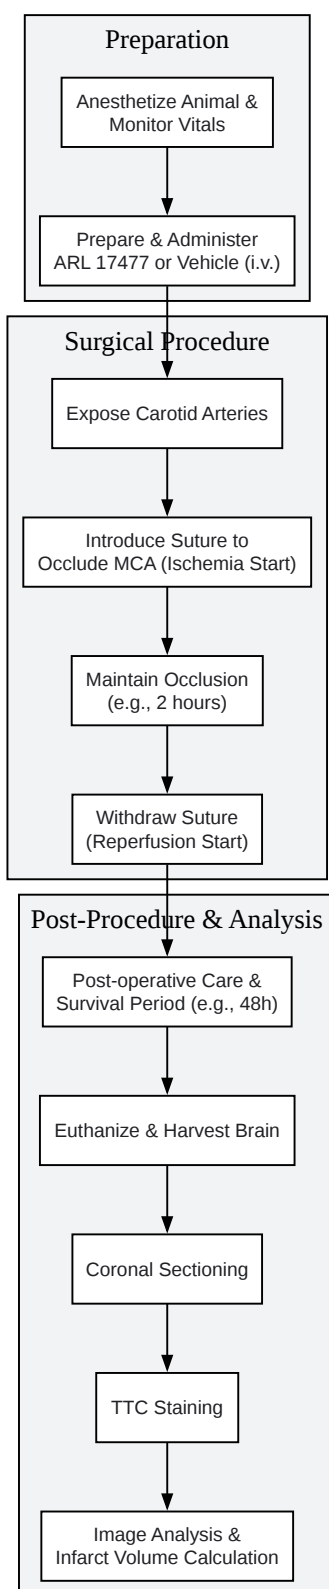 Preparation
Anesthetize Animal &
Monitor Vitals
Prepare & Administer
ARL 17477 or Vehicle (i.v.)
Surgical Procedure
Expose Carotid Arteries
Introduce Suture to
Occlude MCA (Ischemia Start)
Maintain Occlusion
(e.g., 2 hours)
Withdraw Suture
(Reperfusion Start)
Post-Procedure & Analysis
Post-operative Care &
Survival Period (e.g., 48h)
Euthanize & Harvest Brain
Coronal Sectioning
TTC Staining
Image Analysis &
Infarct Volume Calculation